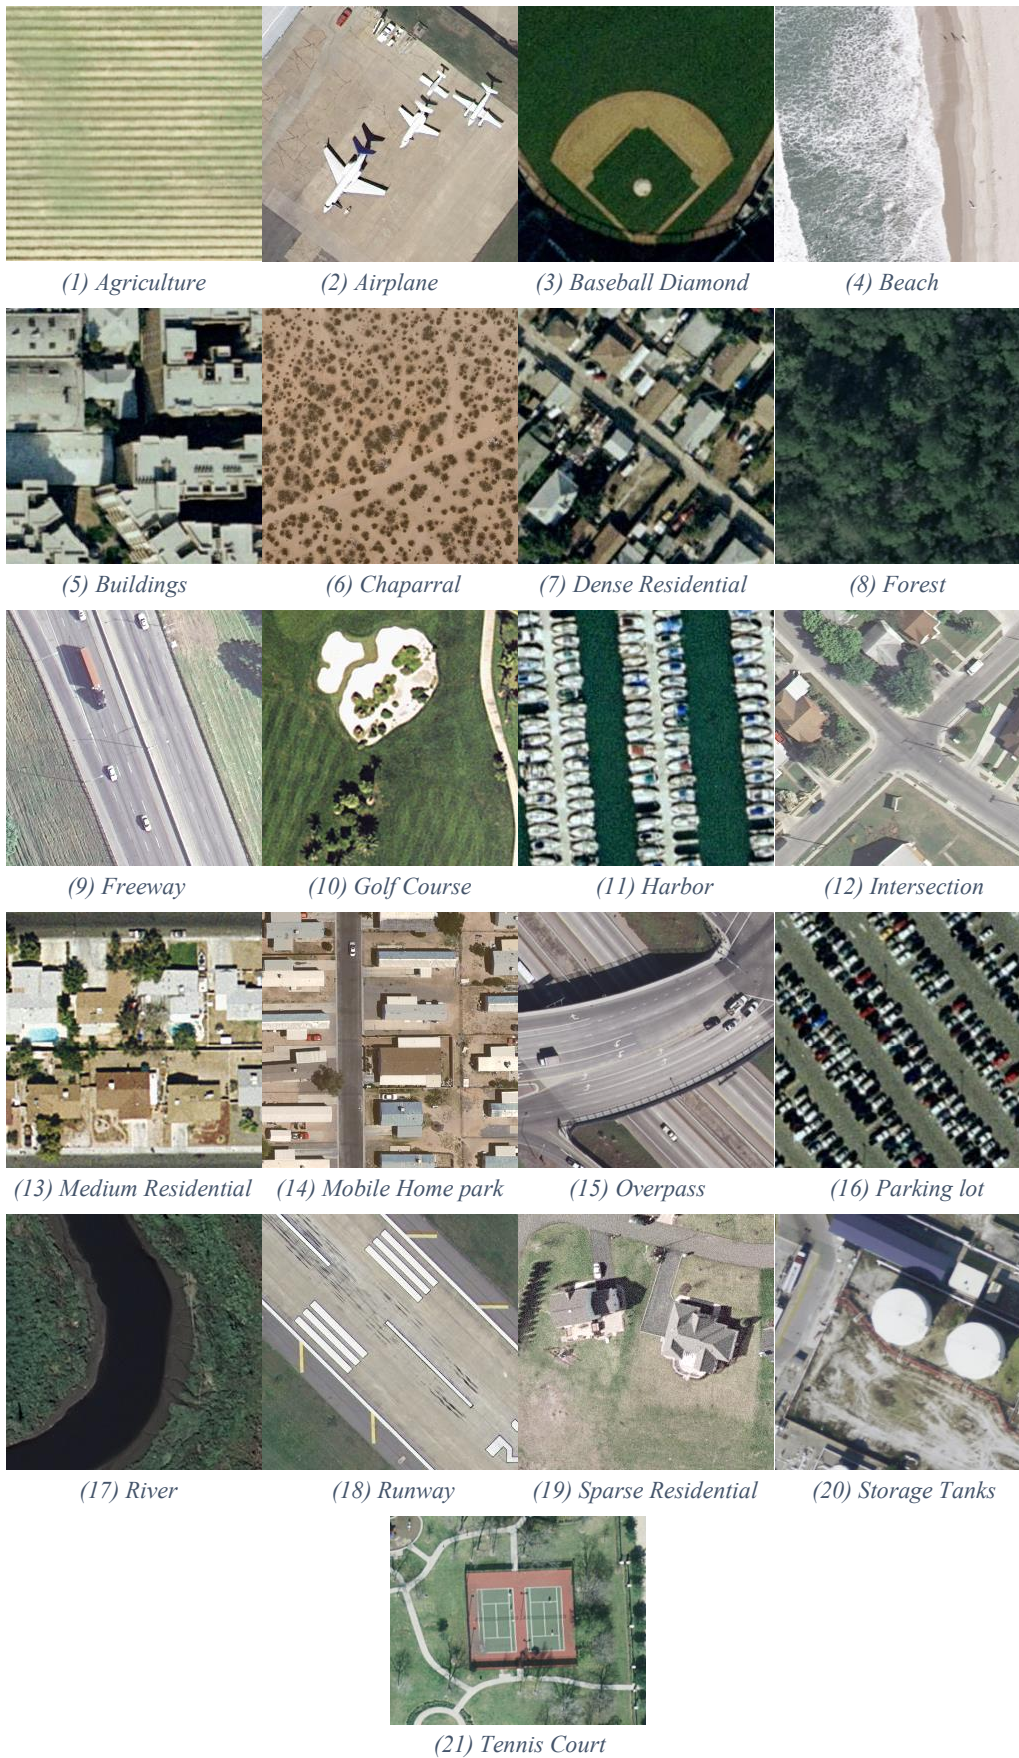 (1) Agriculture
(2) Airplane
(3) Baseball Diamond
(4) Beach
(5) Buildings
(6) Chaparral
(7) Dense Residential
(8) Forest
(9) Freeway
(10) Golf Course
(11) Harbor
(12) Intersection
(13) Medium Residential
(14) Mobile Home park
(15) Overpass
(16) Parking lot
(17) River
(18) Runway
(19) Sparse Residential
(20) Storage Tanks
(21) Tennis Court